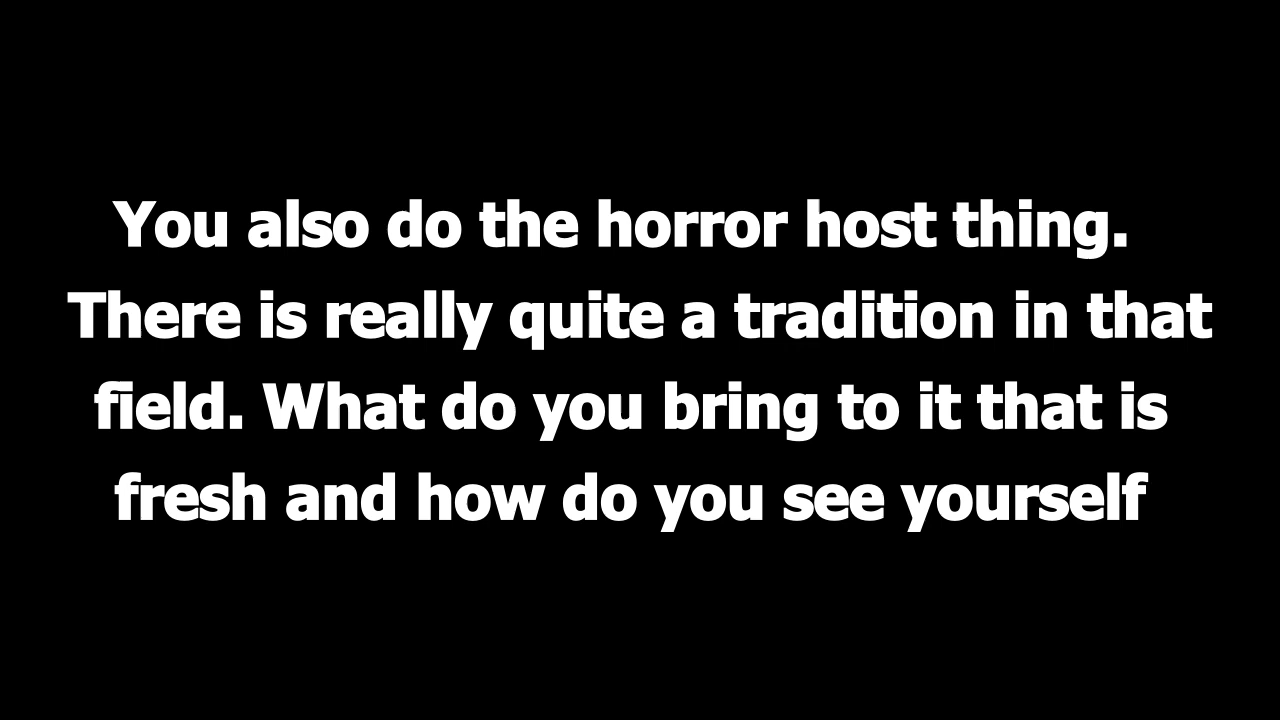 You also do the horror host thing.
There is really quite a tradition in that
field. What do you bring to it that is
fresh and how do you see yourself